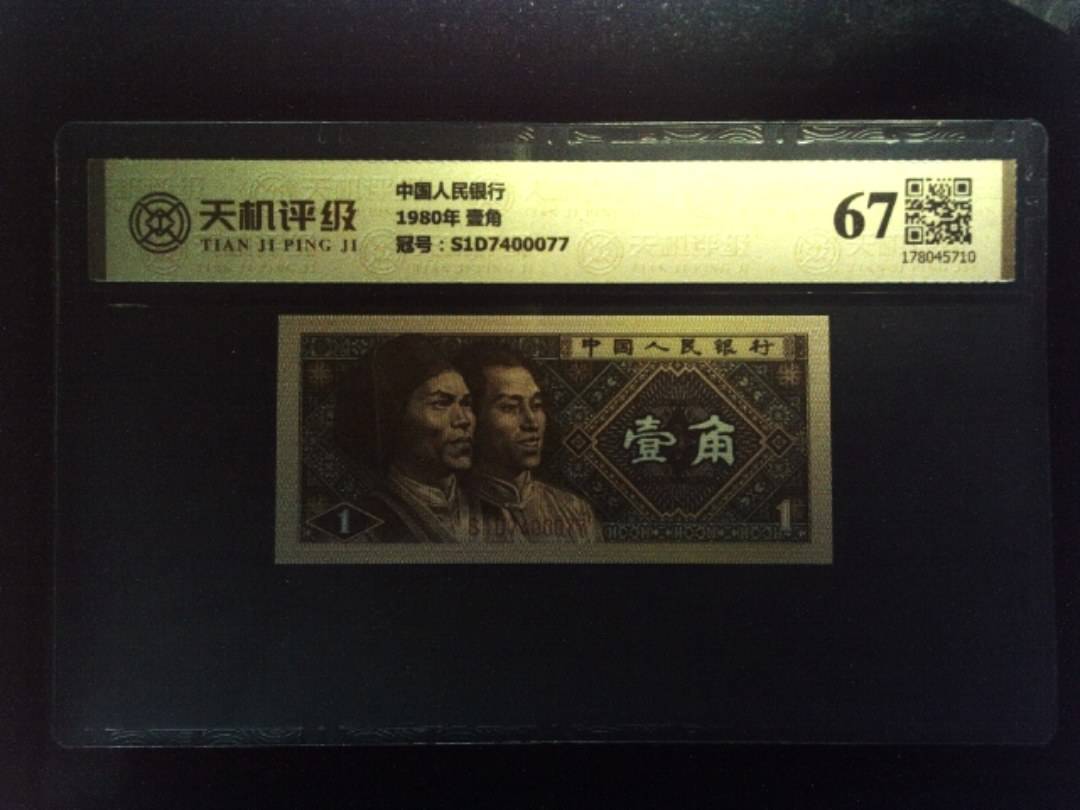 天机评级
TIAN JI PING JI
中国人民银行
1980年 壹角
冠号：S1D7400077
67
178045710
中国人民银行
壹角
1
S1D7400077
1